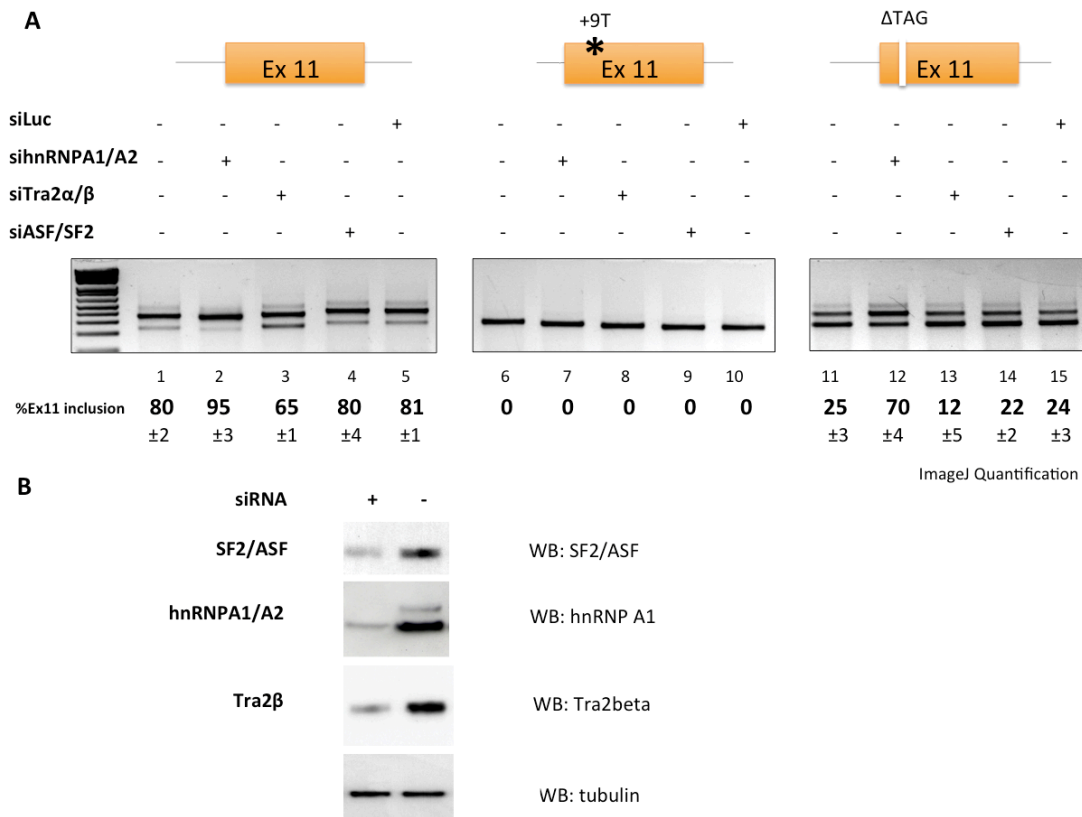 A
+9T
ΔTAG
*
Ex 11 Ex 11 Ex 11
siLuc - - - - + - - - - + - - - - +
sihnRNPA1/A2 - + - - - - + - - - - + - - -
siTra2α/β - - + - - - - + - - - - + - -
siASF/SF2 - - - + - - - - + - - - - + -
1 2 3 4 5 6 7 8 9 10 11 12 13 14 15
%Ex11 inclusion 80 95 65 80 81 0 0 0 0 0 25 70 12 22 24
±2 ±3 ±1 ±4 ±1 ±3 ±4 ±5 ±2 ±3
ImageJ Quantification
B
siRNA + -
SF2/ASF WB: SF2/ASF
hnRNPA1/A2 WB: hnRNP A1
Tra2β WB: Tra2beta
WB: tubulin